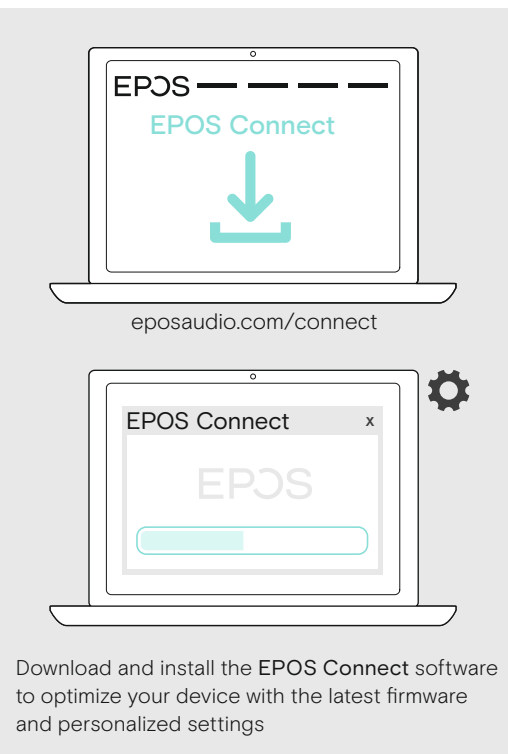 EPOS
EPOS Connect
eposaudio.com/connect
EPOS Connect x
EPOS
Download and install the EPOS Connect software
to optimize your device with the latest firmware
and personalized settings